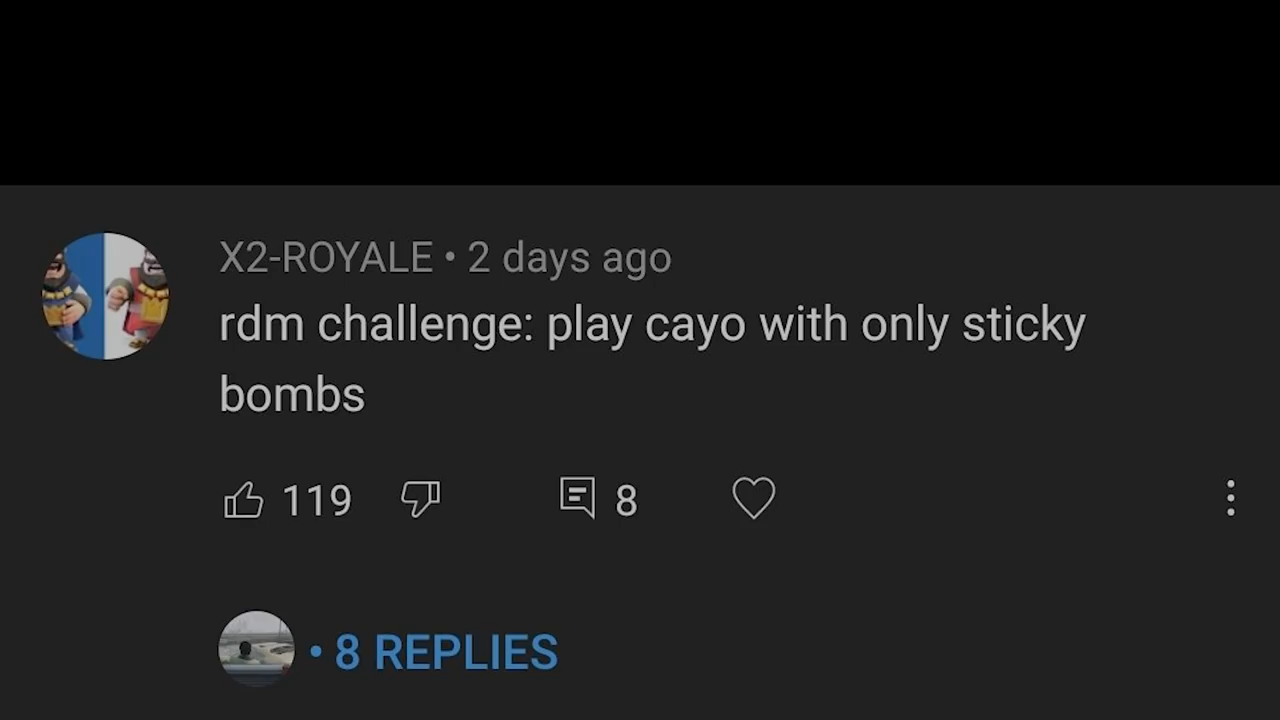 X2-ROYALE • 2 days ago
rdm challenge: play cayo with only sticky
bombs
119 8
• 8 REPLIES